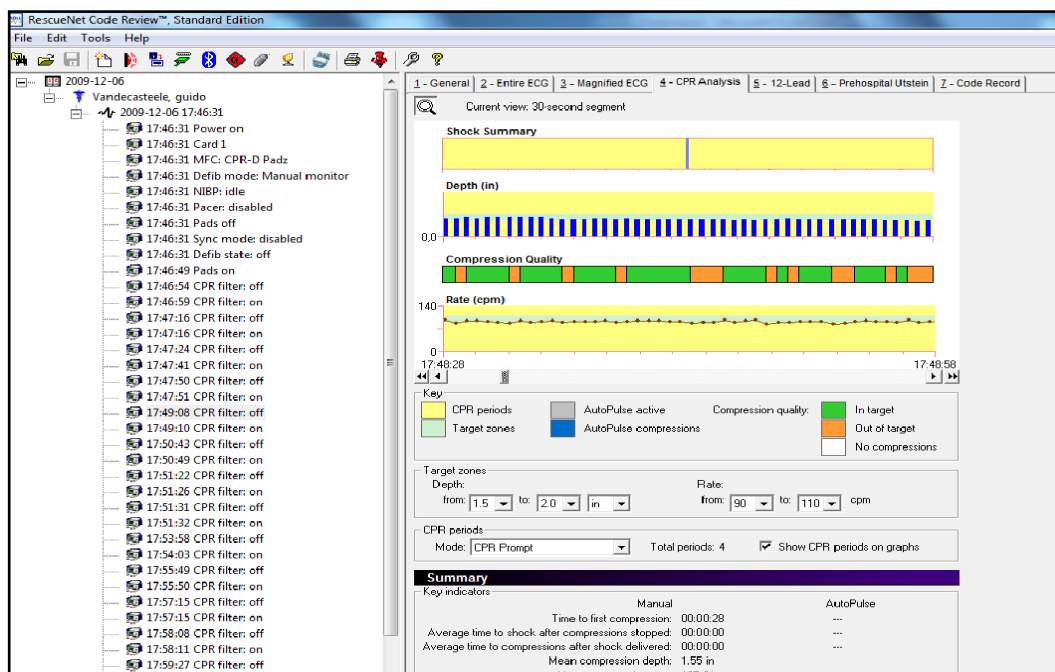 RescueNet Code Review™, Standard Edition
File Edit Tools Help
2009-12-06
Vandecasteele, guido
2009-12-06 17:46:31
17:46:31 Power on
17:46:31 Card 1
17:46:31 MFC: CPR-D Padz
17:46:31 Defib mode: Manual monitor
17:46:31 NIBP: idle
17:46:31 Pacer: disabled
17:46:31 Pads off
17:46:31 Sync mode: disabled
17:46:31 Defib state: off
17:46:49 Pads on
17:46:54 CPR filter: off
17:46:59 CPR filter: on
17:47:16 CPR filter: off
17:47:16 CPR filter: on
17:47:24 CPR filter: off
17:47:41 CPR filter: on
17:47:50 CPR filter: off
17:47:51 CPR filter: on
17:49:08 CPR filter: off
17:49:10 CPR filter: on
17:50:43 CPR filter: off
17:50:49 CPR filter: on
17:51:22 CPR filter: off
17:51:26 CPR filter: on
17:51:31 CPR filter: off
17:51:32 CPR filter: on
17:53:58 CPR filter: off
17:54:03 CPR filter: on
17:55:49 CPR filter: off
17:55:50 CPR filter: on
17:57:15 CPR filter: off
17:57:15 CPR filter: on
17:58:08 CPR filter: off
17:58:11 CPR filter: on
17:59:27 CPR filter: off
1 - General 2 - Entire ECG 3 - Magnified ECG 4 - CPR Analysis 5 - 12-Lead 6 - Prehospital Utstein 7 - Code Record
Current view: 30-second segment
Shock Summary
Depth (in)
0,0
Compression Quality
Rate (cpm)
140
0
17:48:28 17:48:58
Key
CPR periods AutoPulse active Compression quality: In target
Target zones AutoPulse compressions Out of target
No compressions
Target zones
Depth: Rate:
from: 1.5 to: 2.0 in from: 90 to: 110 cpm
CPR periods
Mode: CPR Prompt Total periods: 4 Show CPR periods on graphs
Summary
Key indicators
Manual AutoPulse
Time to first compression: 00:00:28 ---
Average time to shock after compressions stopped: 00:00:00 ---
Average time to compressions after shock delivered: 00:00:00 ---
Mean compression depth: 1.55 in